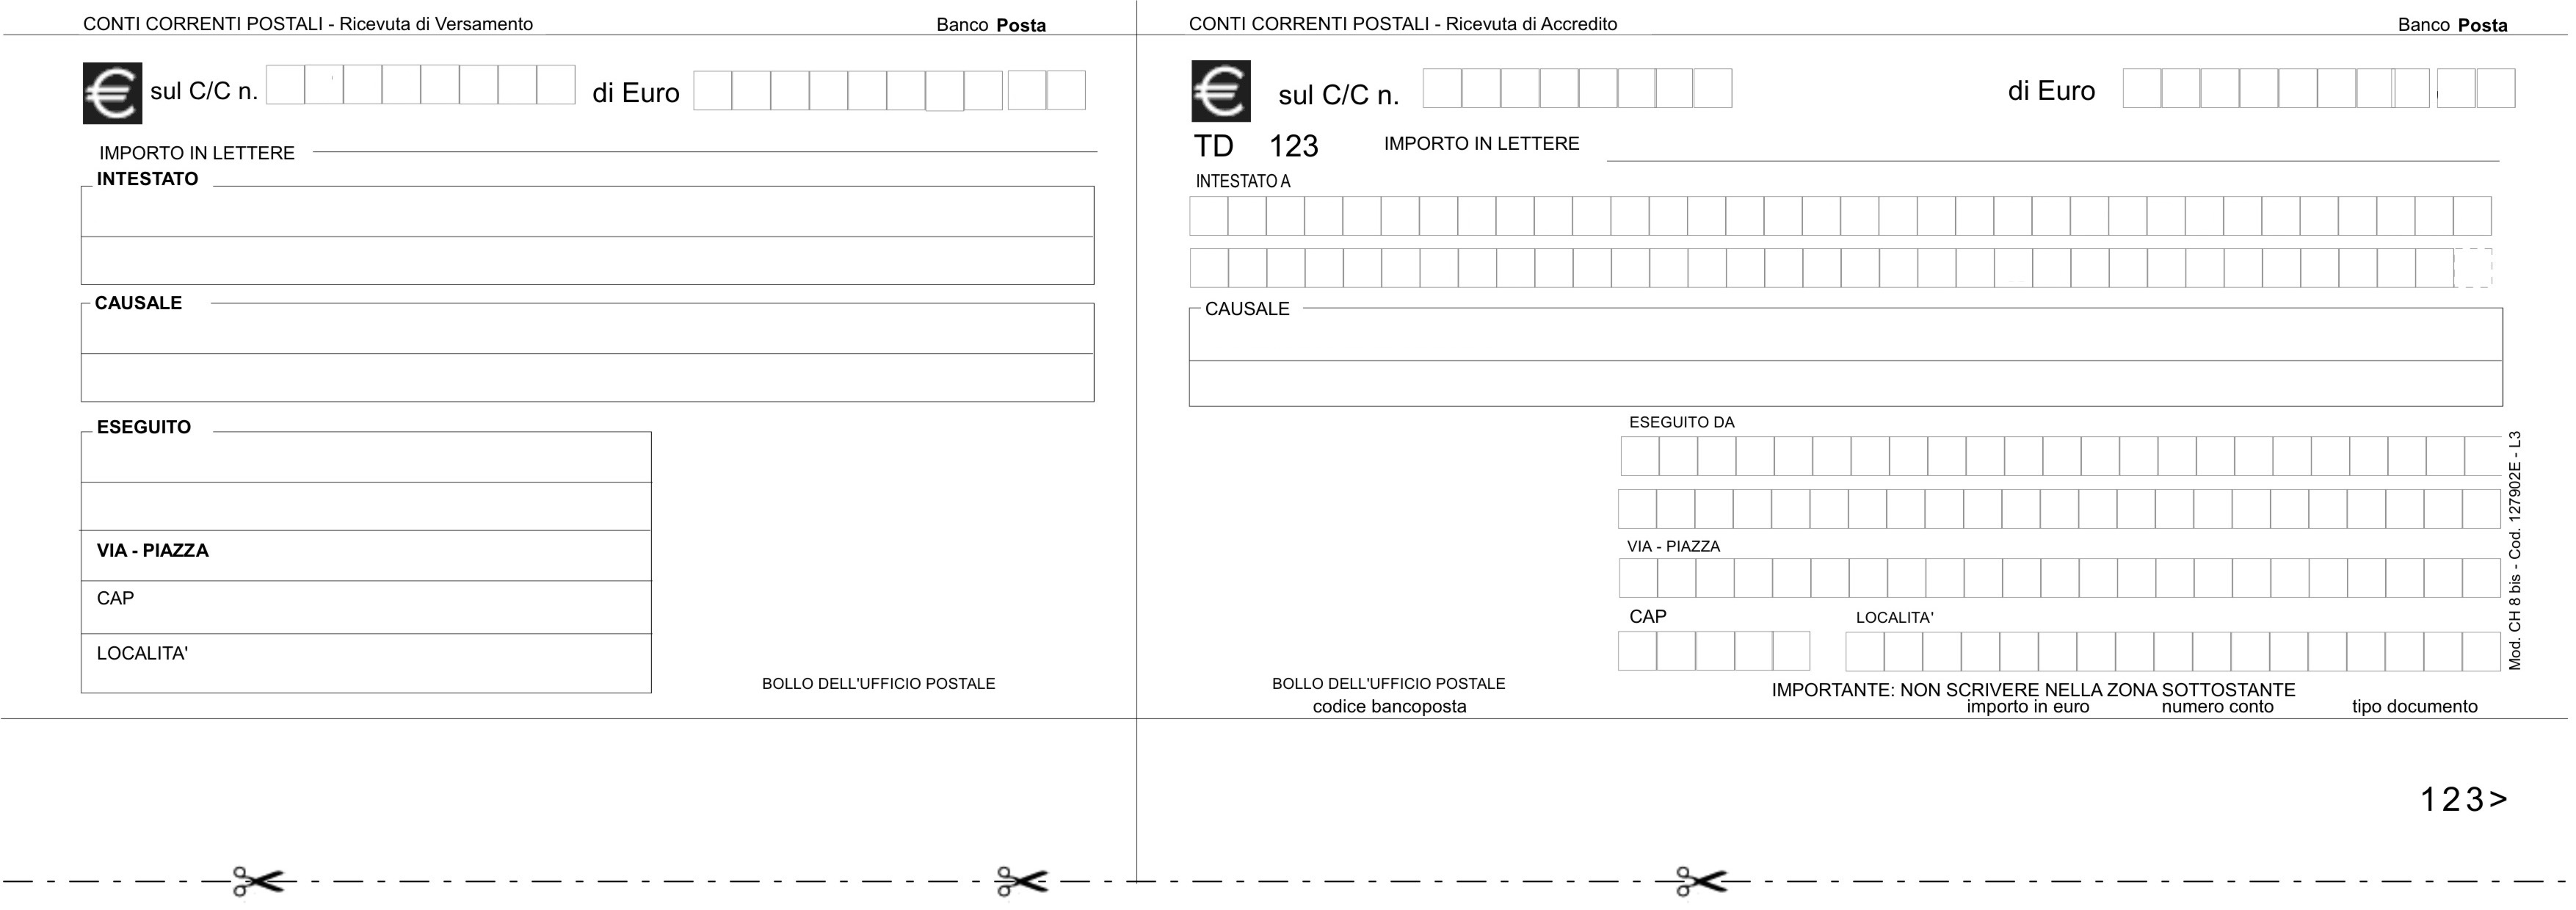 CONTI CORRENTI POSTALI - Ricevuta di Versamento Banco Posta
€ sul C/C n. di Euro
IMPORTO IN LETTERE
INTESTATO
CAUSALE
ESEGUITO
VIA - PIAZZA
CAP
LOCALITA'
BOLLO DELL'UFFICIO POSTALE
CONTI CORRENTI POSTALI - Ricevuta di Accredito Banco Posta
€ sul C/C n. di Euro
TD 123 IMPORTO IN LETTERE
INTESTATO A
CAUSALE
ESEGUITO DA
VIA - PIAZZA
CAP LOCALITA'
Mod. CH 8 bis - Cod. 127902E - L3
BOLLO DELL'UFFICIO POSTALE
codice bancoposta
IMPORTANTE: NON SCRIVERE NELLA ZONA SOTTOSTANTE
importo in euro numero conto tipo documento
123>